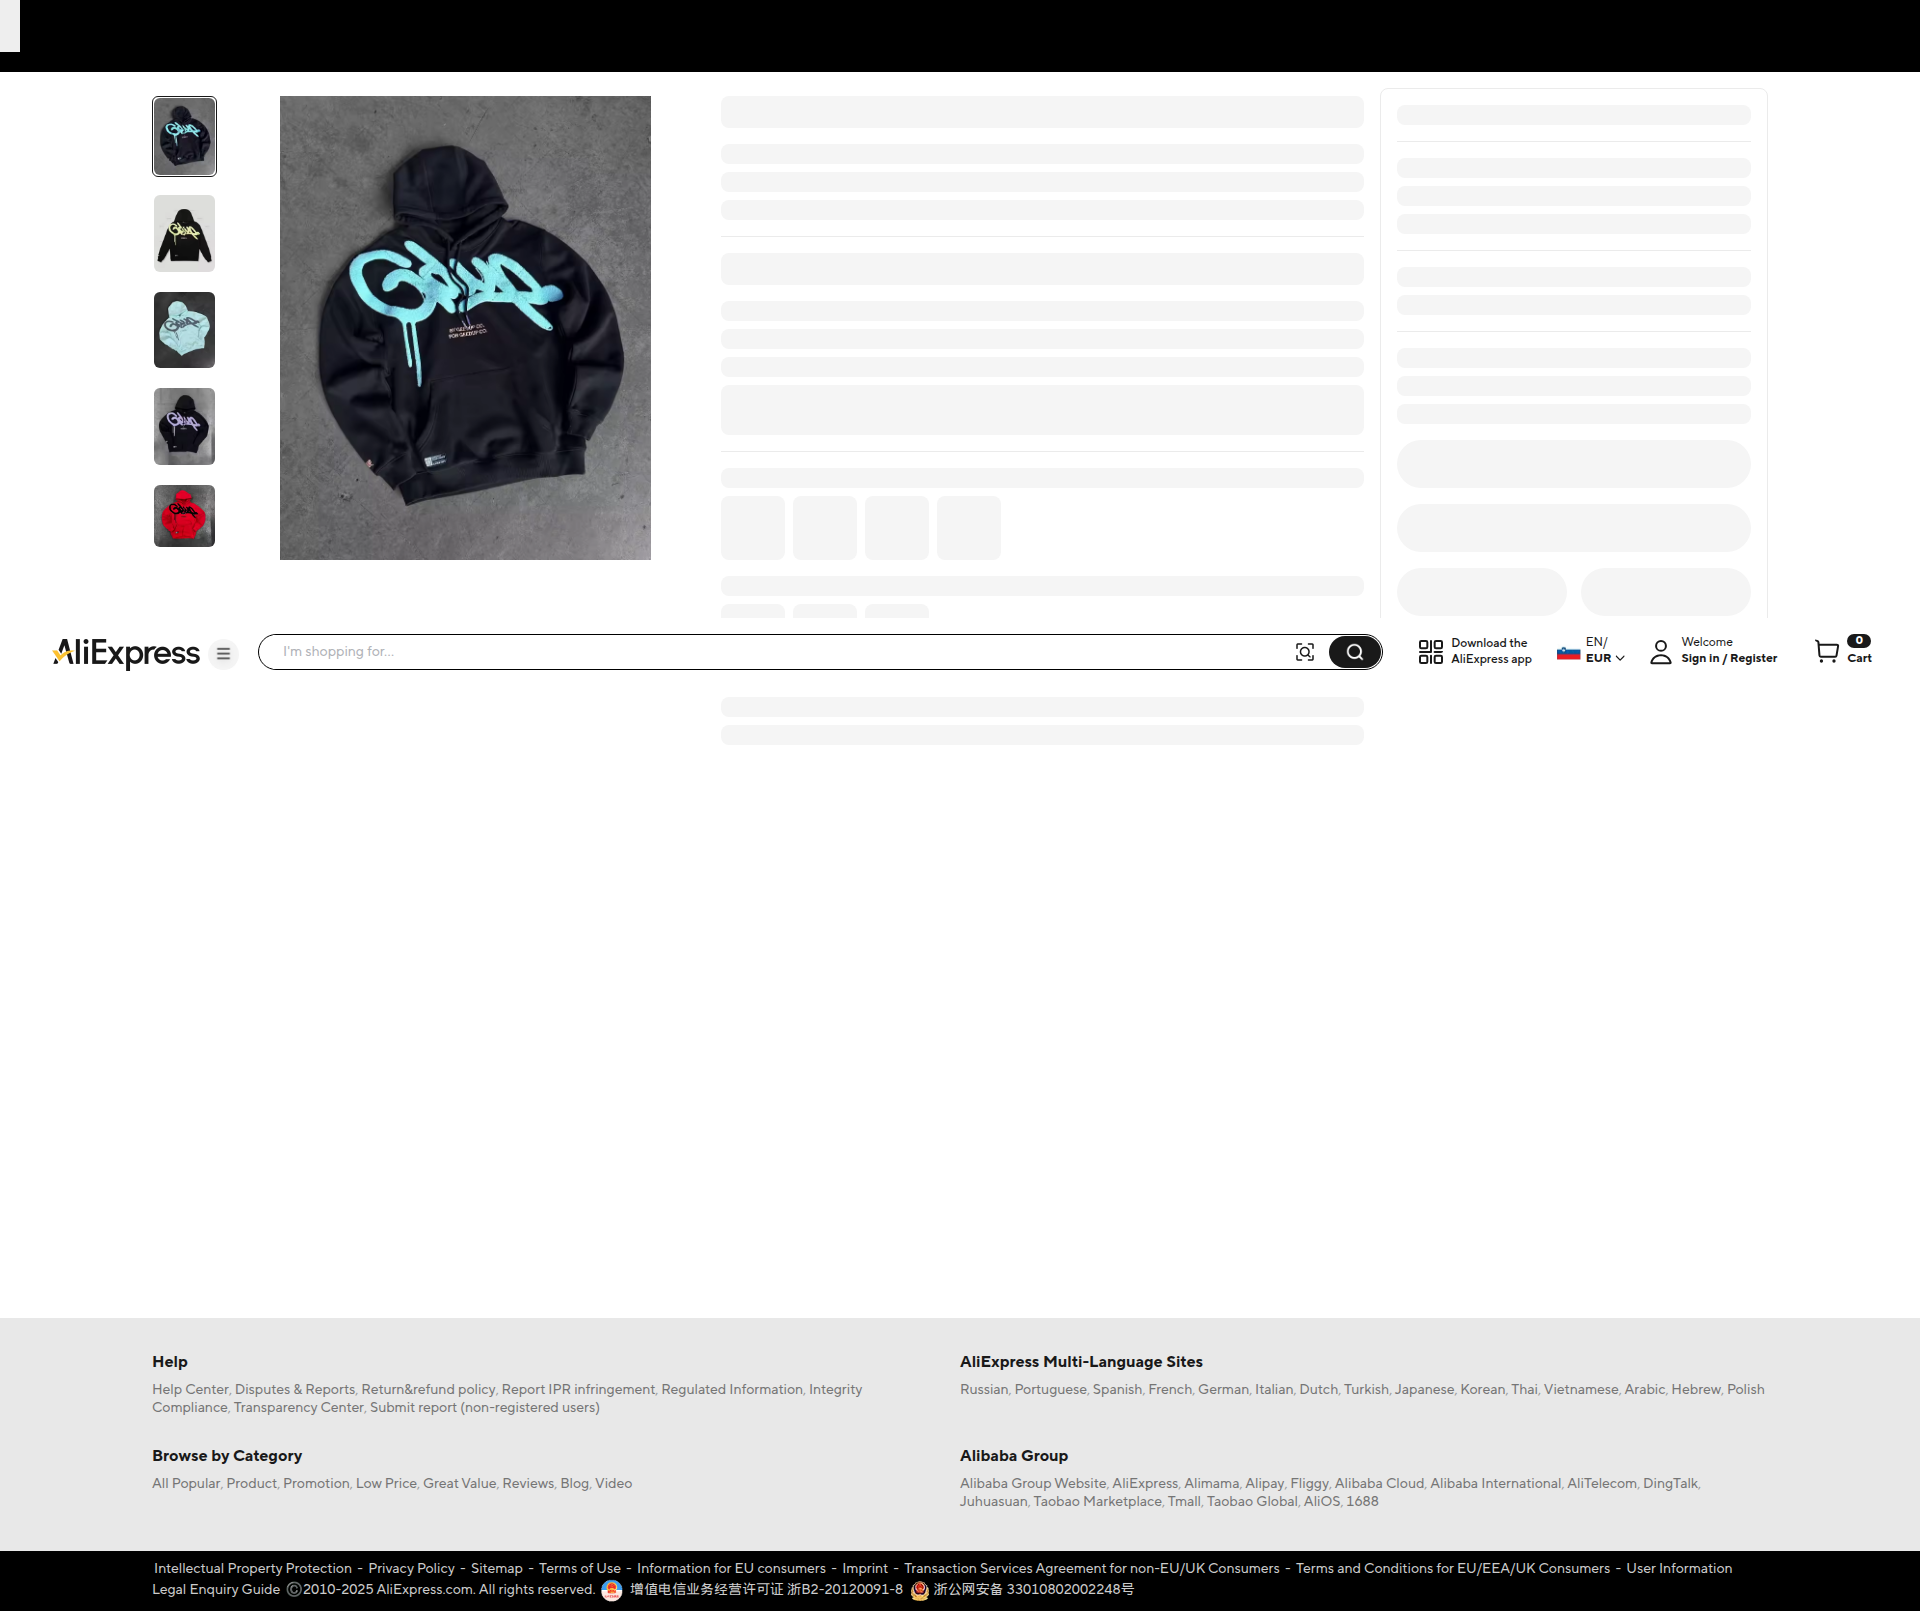 BY GEEDUP CO.
FOR GEEDUP CO.
AliExpress
I'm shopping for...
Download the
AliExpress app
EN/
EUR
Welcome
Sign in / Register
0
Cart
Help
Help Center, Disputes & Reports, Return&refund policy, Report IPR infringement, Regulated Information, Integrity
Compliance, Transparency Center, Submit report (non-registered users)
AliExpress Multi-Language Sites
Russian, Portuguese, Spanish, French, German, Italian, Dutch, Turkish, Japanese, Korean, Thai, Vietnamese, Arabic, Hebrew, Polish
Browse by Category
All Popular, Product, Promotion, Low Price, Great Value, Reviews, Blog, Video
Alibaba Group
Alibaba Group Website, AliExpress, Alimama, Alipay, Fliggy, Alibaba Cloud, Alibaba International, AliTelecom, DingTalk,
Juhuasuan, Taobao Marketplace, Tmall, Taobao Global, AliOS, 1688
Intellectual Property Protection - Privacy Policy - Sitemap - Terms of Use - Information for EU consumers - Imprint - Transaction Services Agreement for non-EU/UK Consumers - Terms and Conditions for EU/EEA/UK Consumers - User Information
Legal Enquiry Guide ©2010-2025 AliExpress.com. All rights reserved. 增值电信业务经营许可证 浙B2-20120091-8 浙公网安备 33010802002248号